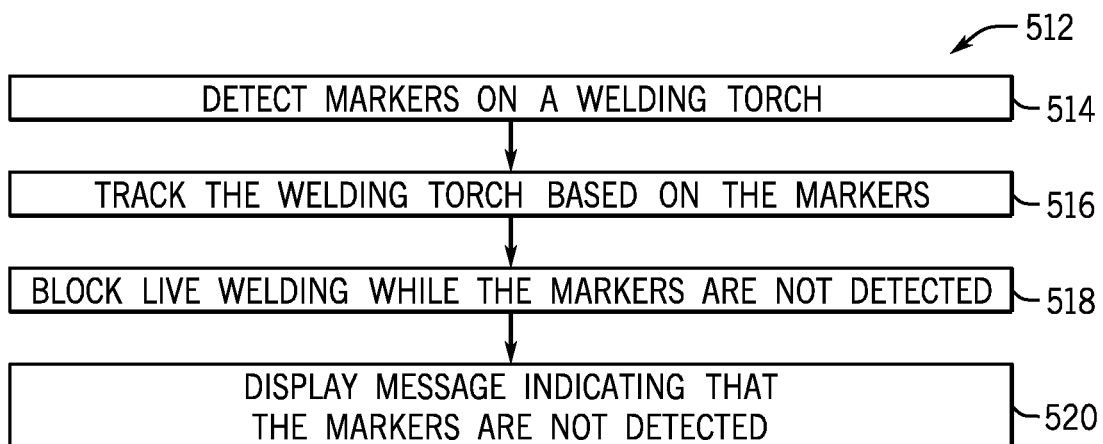 512
DETECT MARKERS ON A WELDING TORCH
514
TRACK THE WELDING TORCH BASED ON THE MARKERS
516
BLOCK LIVE WELDING WHILE THE MARKERS ARE NOT DETECTED
518
DISPLAY MESSAGE INDICATING THAT
THE MARKERS ARE NOT DETECTED
520